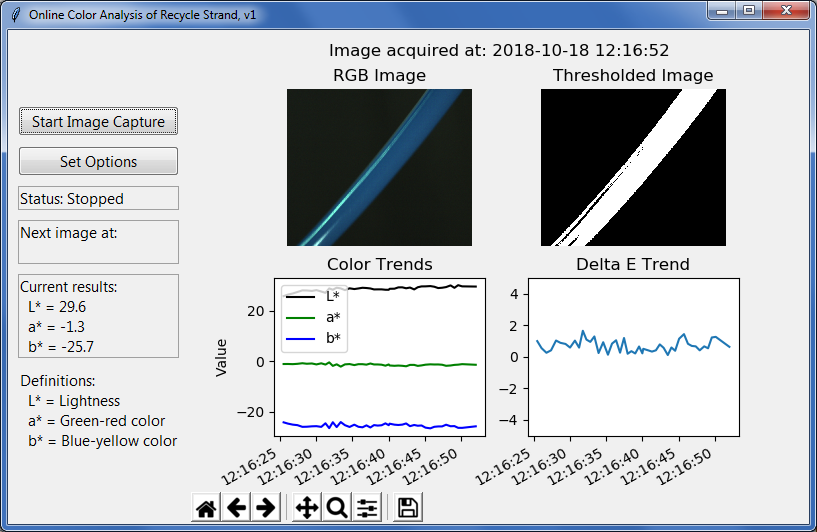 Online Color Analysis of Recycle Strand, v1
Image acquired at: 2018-10-18 12:16:52
RGB Image
Thresholded Image
Start Image Capture
Set Options
Status: Stopped
Next image at:
Current results:
L* = 29.6
a* = -1.3
b* = -25.7
Definitions:
L* = Lightness
a* = Green-red color
b* = Blue-yellow color
Color Trends
Value
20
0
−20
L*
a*
b*
12:16:25
12:16:30
12:16:35
12:16:40
12:16:45
12:16:50
Delta E Trend
4
2
0
−2
−4
12:16:25
12:16:30
12:16:35
12:16:40
12:16:45
12:16:50